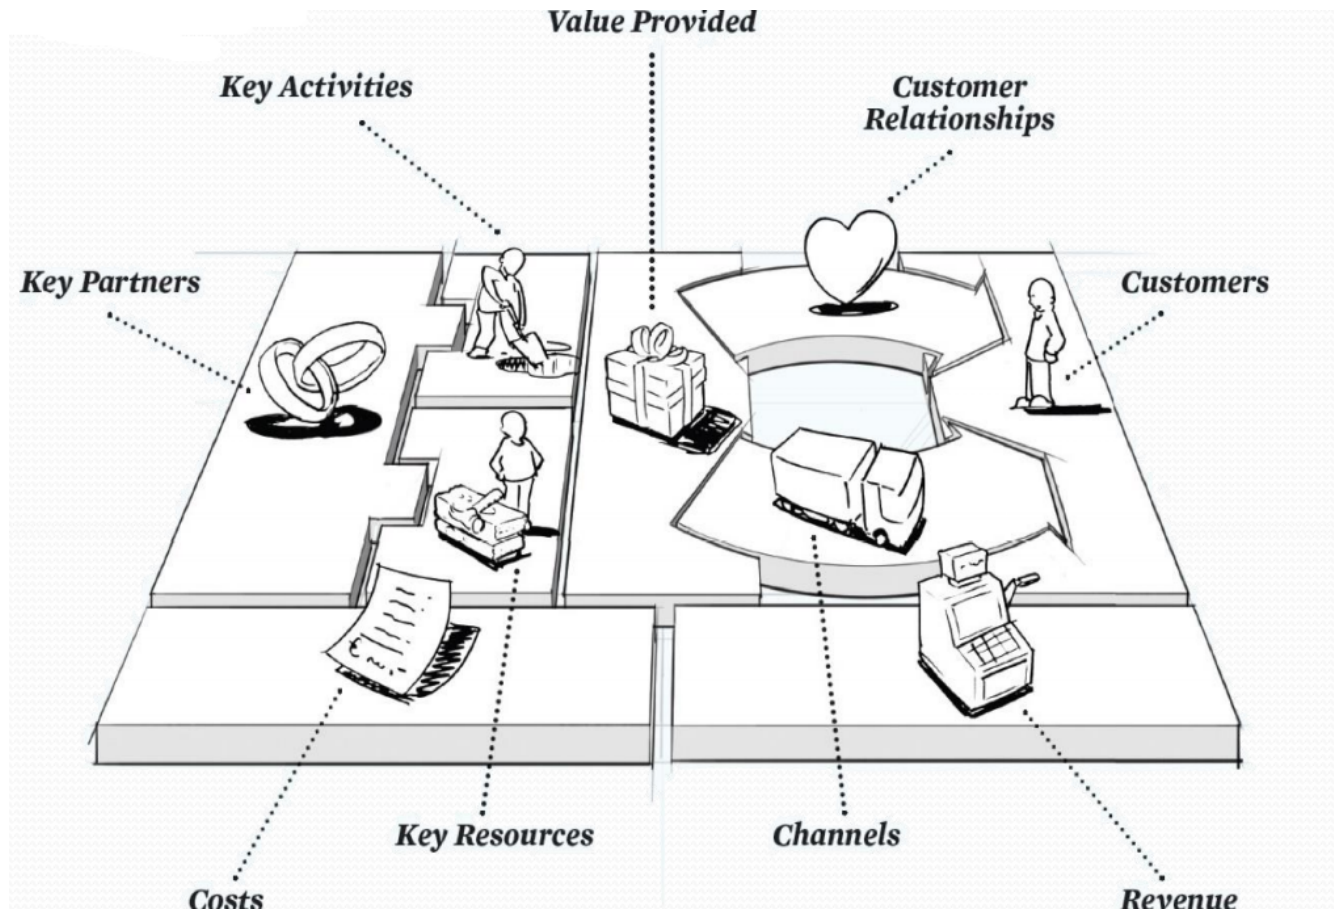 Value Provided
Key Activities
Customer
Relationships
Key Partners
Customers
Key Resources
Channels
Costs
Revenue